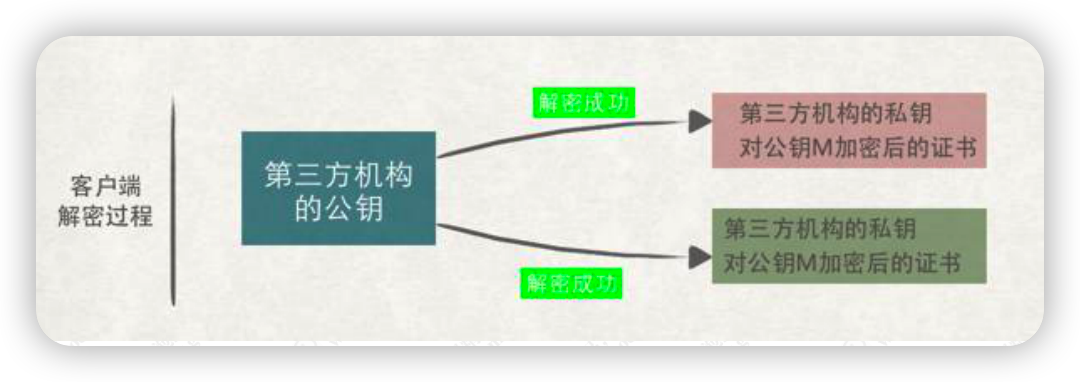 客户端
解密过程
第三方机构
的公钥
解密成功
第三方机构的私钥
对公钥M加密后的证书
解密成功
第三方机构的私钥
对公钥M加密后的证书